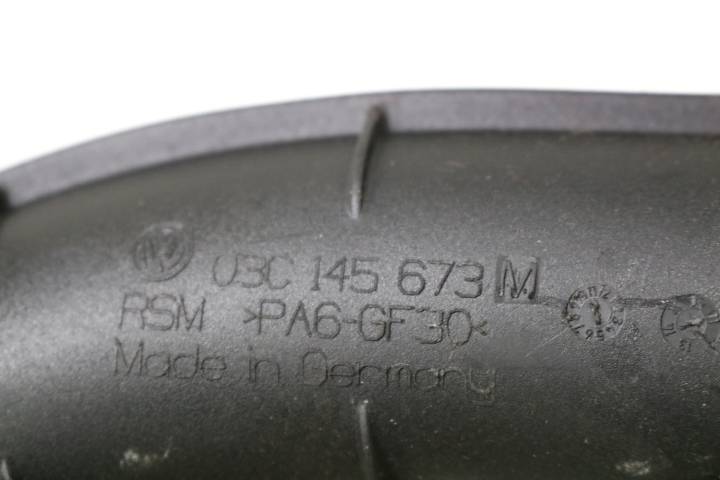 03C 145 673 M
RSM >PA6-GF30<
Made in Germany